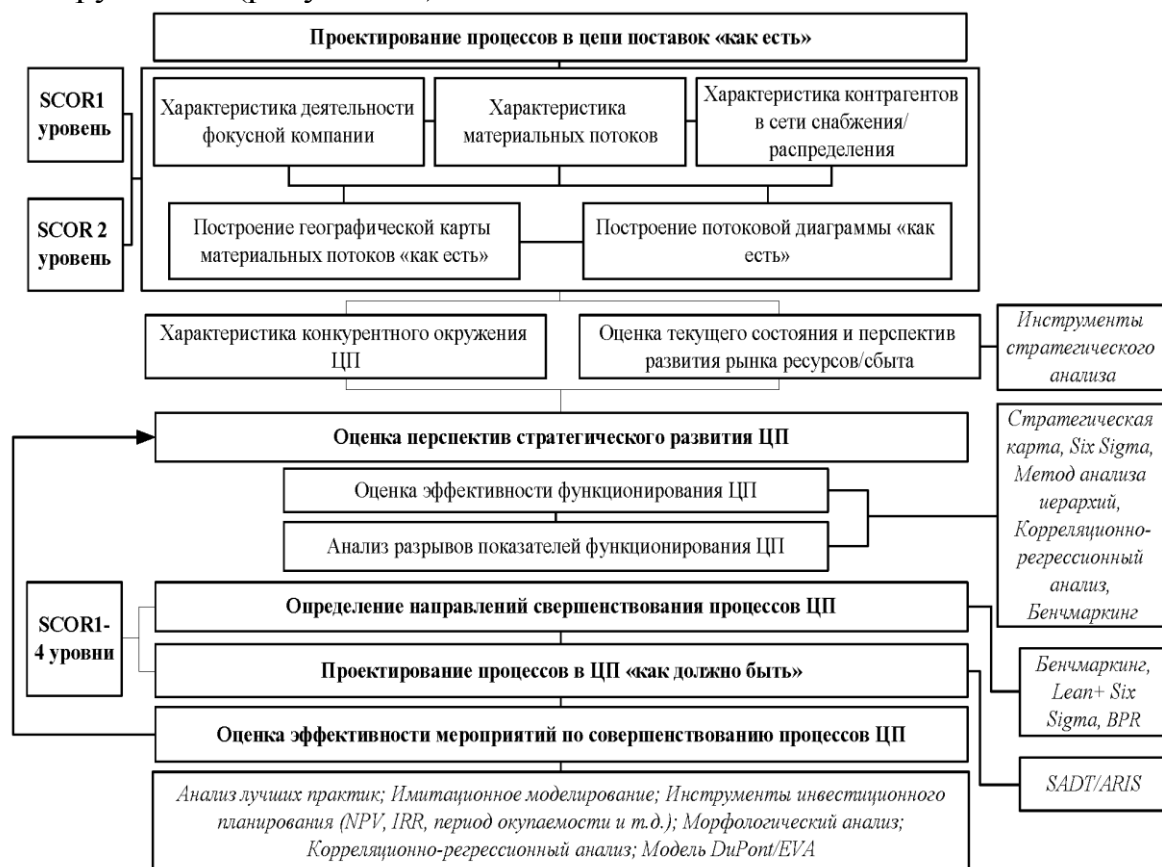 Проектирование процессов в цепи поставок «как есть»
SCOR1
уровень
Характеристика деятельности
фокусной компании
Характеристика
материальных потоков
Характеристика контрагентов
в сети снабжения/
распределения
SCOR 2
уровень
Построение географической карты
материальных потоков «как есть»
Построение потоковой диаграммы «как
есть»
Характеристика конкурентного окружения
ЦП
Оценка текущего состояния и перспектив
развития рынка ресурсов/сбыта
Инструменты
стратегического
анализа
Оценка перспектив стратегического развития ЦП
Стратегическая
карта, Six Sigma,
Метод анализа
иерархий,
Корреляционно-
регрессионный
анализ,
Бенчмаркинг
Оценка эффективности функционирования ЦП
Анализ разрывов показателей функционирования ЦП
SCOR1-
4 уровни
Определение направлений свершенствования процессов ЦП
Проектирование процессов в ЦП «как должно быть»
Бенчмаркинг,
Lean+ Six
Sigma, BPR
Оценка эффективности мероприятий по совершенствованию процессов ЦП
SADT/ARIS
Анализ лучших практик; Имитационное моделирование; Инструменты инвестиционного
планирования (NPV, IRR, период окупаемости и т.д.); Морфологический анализ;
Корреляционно-регрессионный анализ; Модель DuPont/EVA